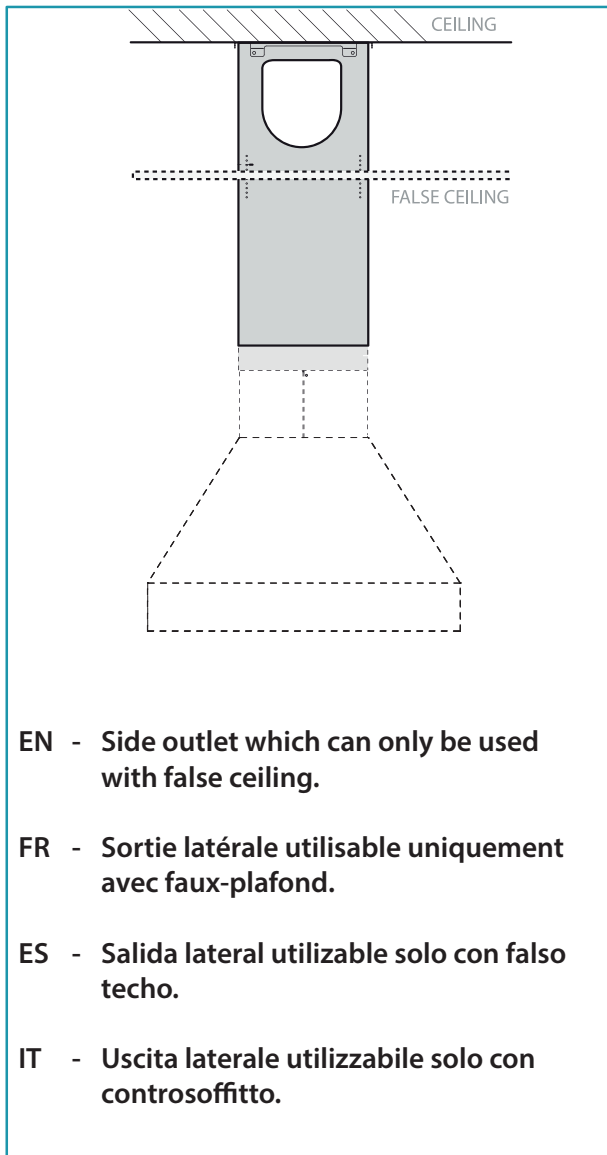 CEILING
FALSE CEILING
EN - Side outlet which can only be used
with false ceiling.
FR - Sortie latérale utilisable uniquement
avec faux-plafond.
ES - Salida lateral utilizable solo con falso
techo.
IT - Uscita laterale utilizzabile solo con
controsoffitto.